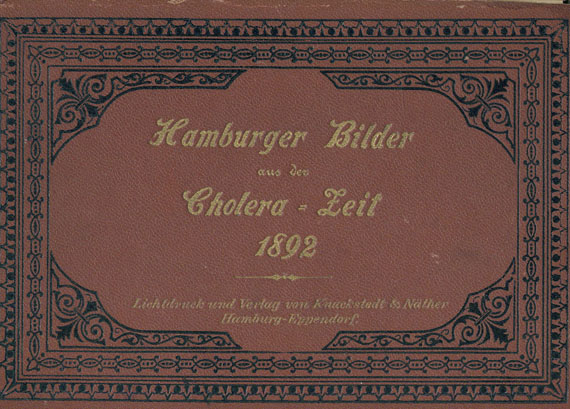 Hamburger Bilder
aus der
Cholera = Zeit
1892
Lichtdruck und Verlag von Knackstedt & Näther
Hamburg-Eppendorf.